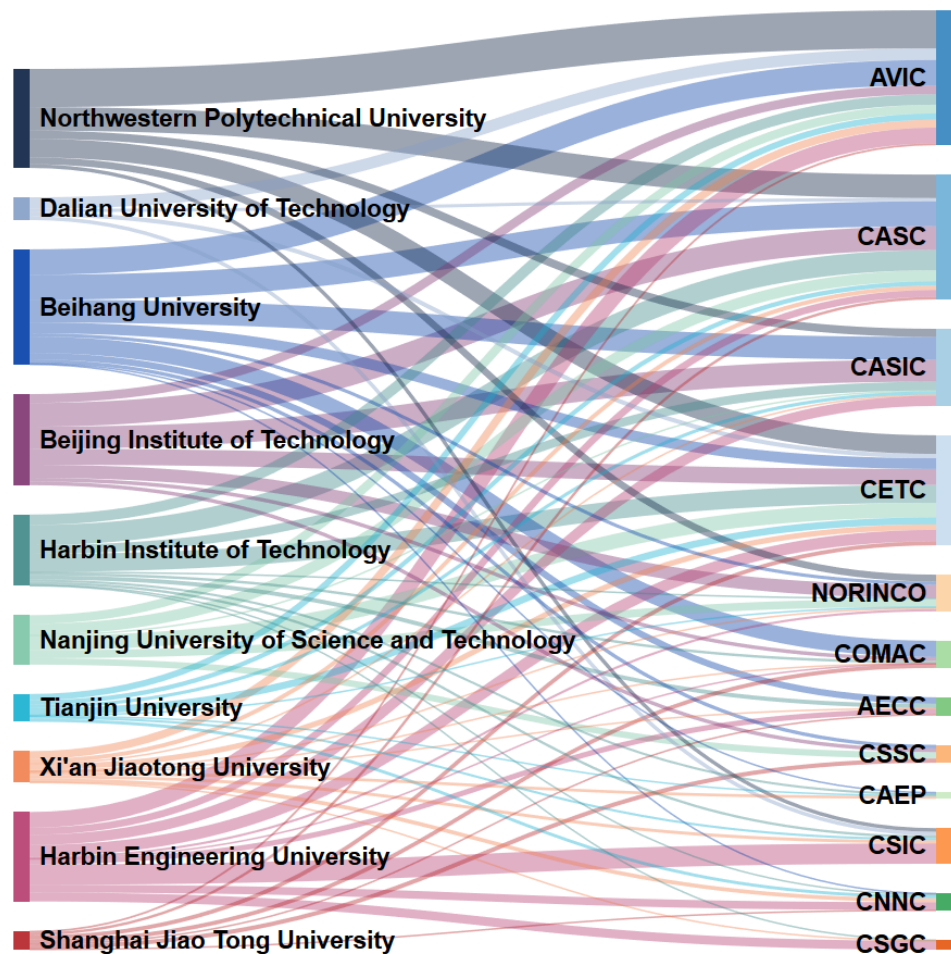 Northwestern Polytechnical University
Dalian University of Technology
Beihang University
Beijing Institute of Technology
Harbin Institute of Technology
Nanjing University of Science and Technology
Tianjin University
Xi'an Jiaotong University
Harbin Engineering University
Shanghai Jiao Tong University
AVIC
CASC
CASIC
CETC
NORINCO
COMAC
AECC
CSSC
CAEP
CSIC
CNNC
CSGC